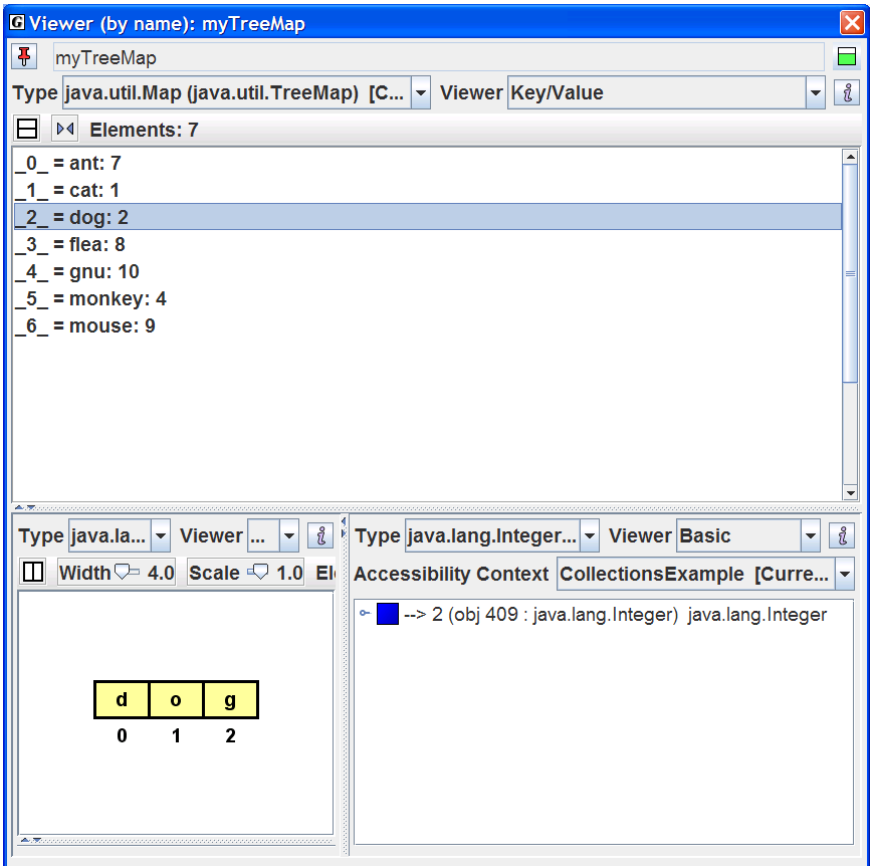 G Viewer (by name): myTreeMap
myTreeMap
Type java.util.Map (java.util.TreeMap) [C... Viewer Key/Value i
Elements: 7
_0_ = ant: 7
_1_ = cat: 1
_2_ = dog: 2
_3_ = flea: 8
_4_ = gnu: 10
_5_ = monkey: 4
_6_ = mouse: 9
Type java.la... Viewer ... i
Width 4.0 Scale 1.0 El
d o g
0 1 2
Type java.lang.Integer... Viewer Basic i
Accessibility Context CollectionsExample [Curre...
--> 2 (obj 409 : java.lang.Integer) java.lang.Integer